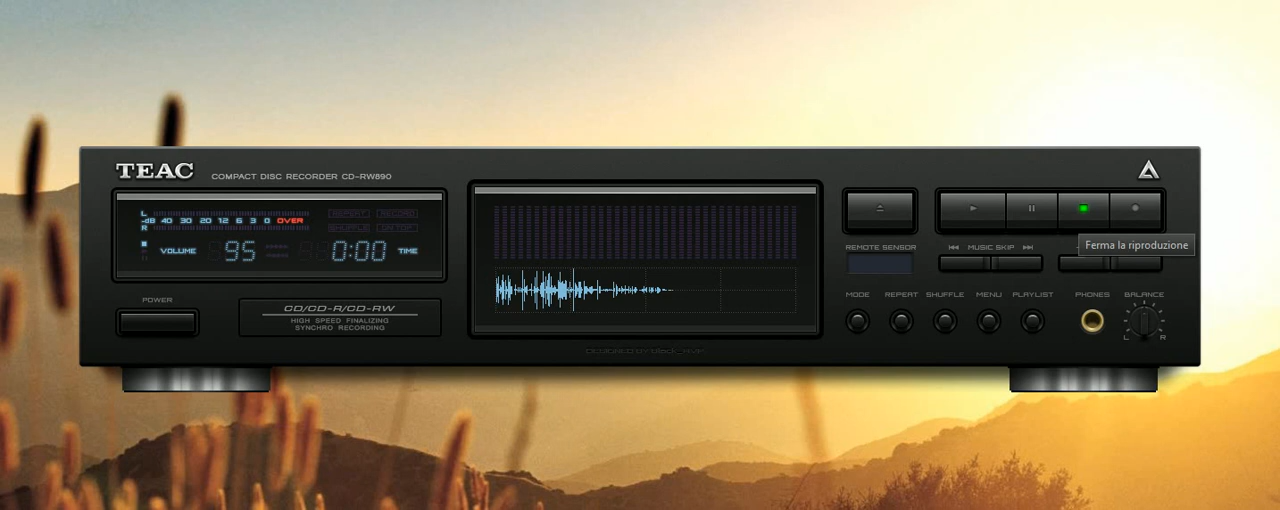 TEAC
COMPACT DISC RECORDER CD-RW890
L
-dB 40 30 20 12 6 3 0 OVER
R
REPEAT RECORD
SHUFFLE ON TOP
VOLUME 95 0:00 TIME
POWER
CD/CD-R/CD-RW
HIGH SPEED FINALIZING
SYNCHRO RECORDING
REMOTE SENSOR
MUSIC SKIP
Ferma la riproduzione
MODE REPEAT SHUFFLE MENU PLAYLIST PHONES BALANCE
L R